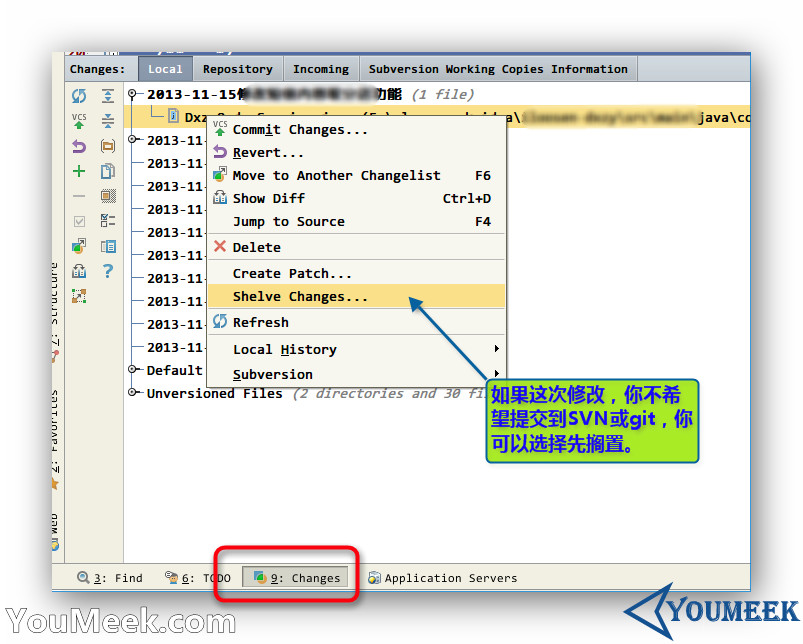 Changes: Local Repository Incoming Subversion Working Copies Information
2013-11-15 功能 (1 file)
java\co
2013-11-
2013-11
2013-11
2013-11
2013-11
2013-11
2013-11
2013-11
2013-11
2013-11
Default
Unversioned Files (2 directories and 30 fi
VCS
VCS Commit Changes...
Revert...
Move to Another Changelist F6
Show Diff Ctrl+D
Jump to Source F4
Delete
Create Patch...
Shelve Changes...
Refresh
Local History
Subversion
如果这次修改，你不希
望提交到SVN或git，你
可以选择先搁置。
7: Structure
2: Favorites
Web
3: Find 6: TODO 9: Changes Application Servers
YouMeek.com
YOUMEEK